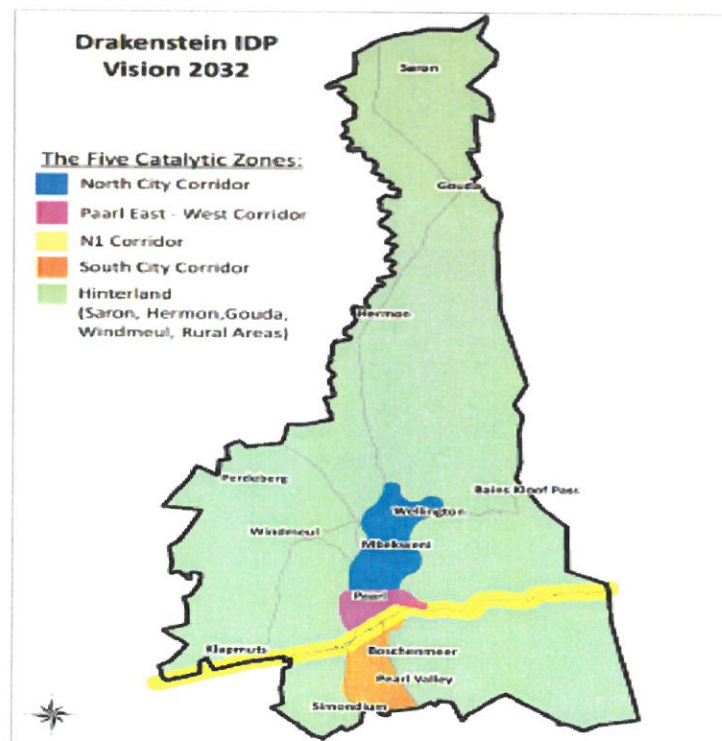 Drakenstein IDP
Vision 2032
The Five Catalytic Zones:
North City Corridor
Paarl East - West Corridor
N1 Corridor
South City Corridor
Hinterland
(Saron, Hermon,Gouda,
Windmeul, Rural Areas)
Saron
Gouda
Hermon
Perdeberg
Bains Kloof Pass
Wellington
Windmeul
Mbekweni
Paarl
Klapmuts
Boschenmeer
Pearl Valley
Simondium